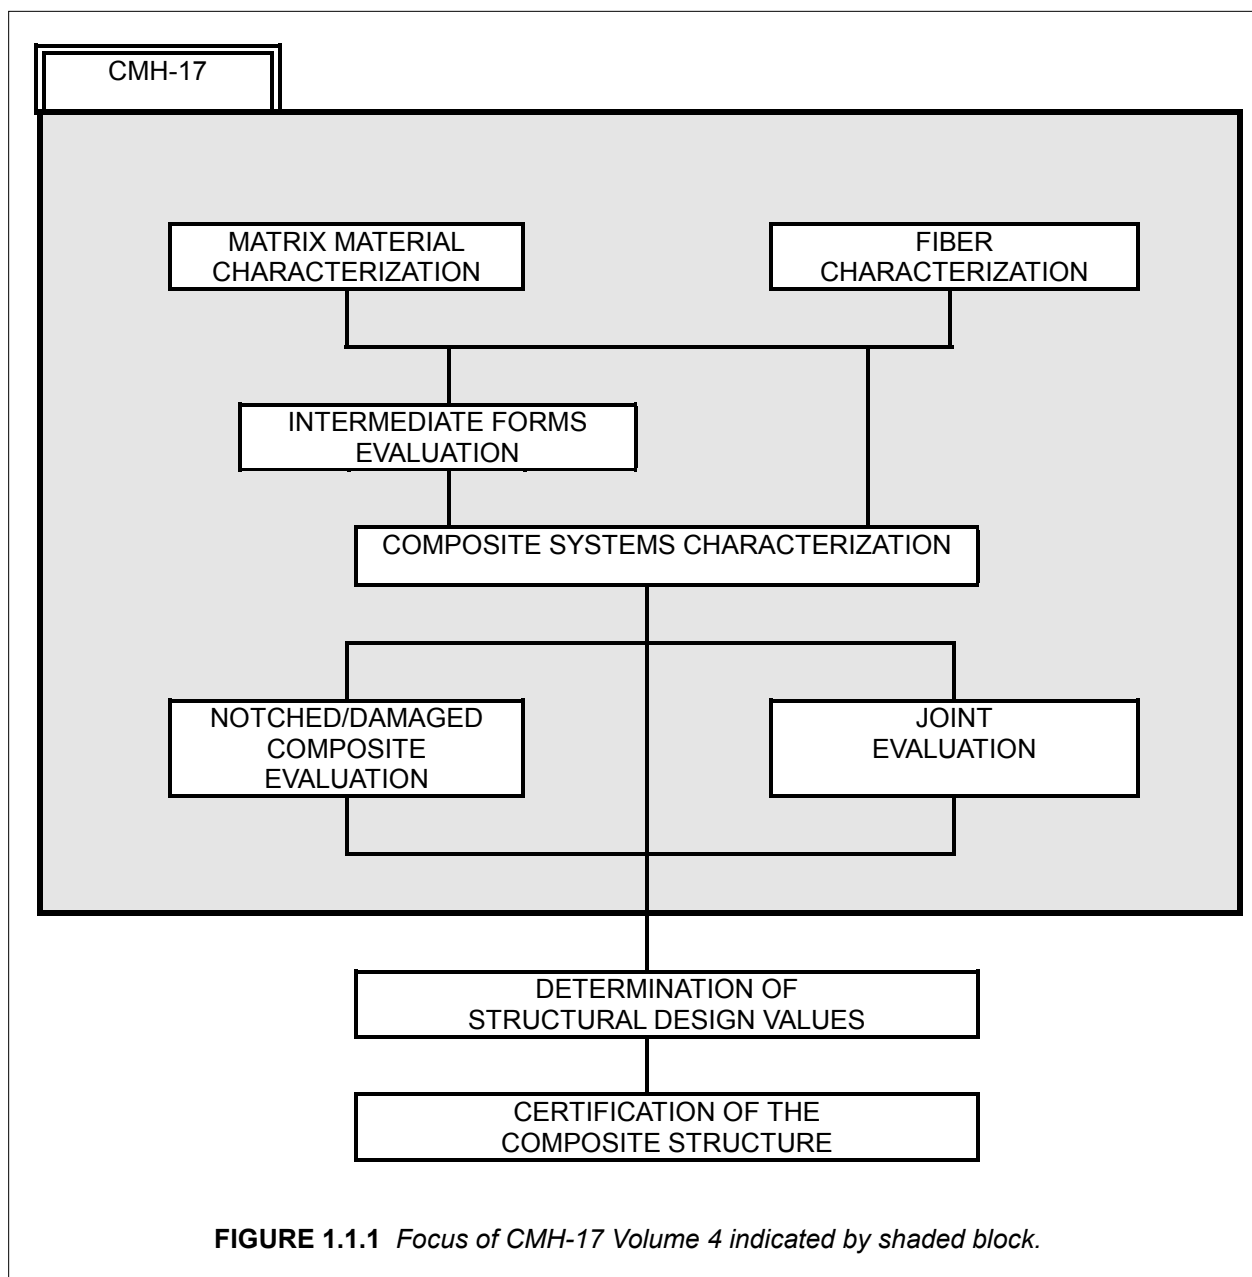 CMH-17
MATRIX MATERIAL
CHARACTERIZATION
FIBER
CHARACTERIZATION
INTERMEDIATE FORMS
EVALUATION
COMPOSITE SYSTEMS CHARACTERIZATION
NOTCHED/DAMAGED
COMPOSITE
EVALUATION
JOINT
EVALUATION
DETERMINATION OF
STRUCTURAL DESIGN VALUES
CERTIFICATION OF THE
COMPOSITE STRUCTURE
FIGURE 1.1.1 Focus of CMH-17 Volume 4 indicated by shaded block.